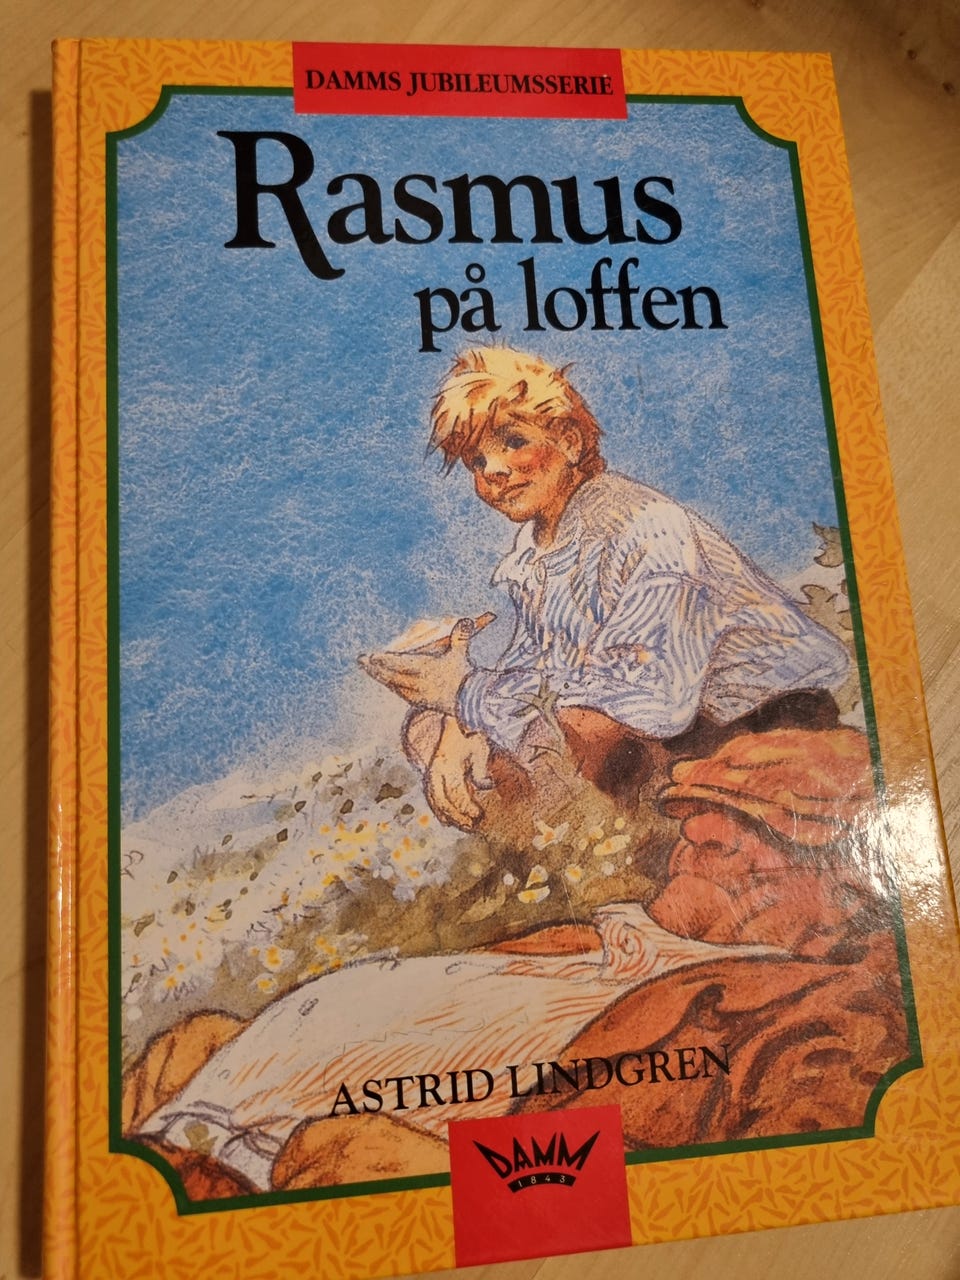 DAMMS JUBILEUMSSERIE
Rasmus
på loffen
ASTRID LINDGREN
DAMM
1843